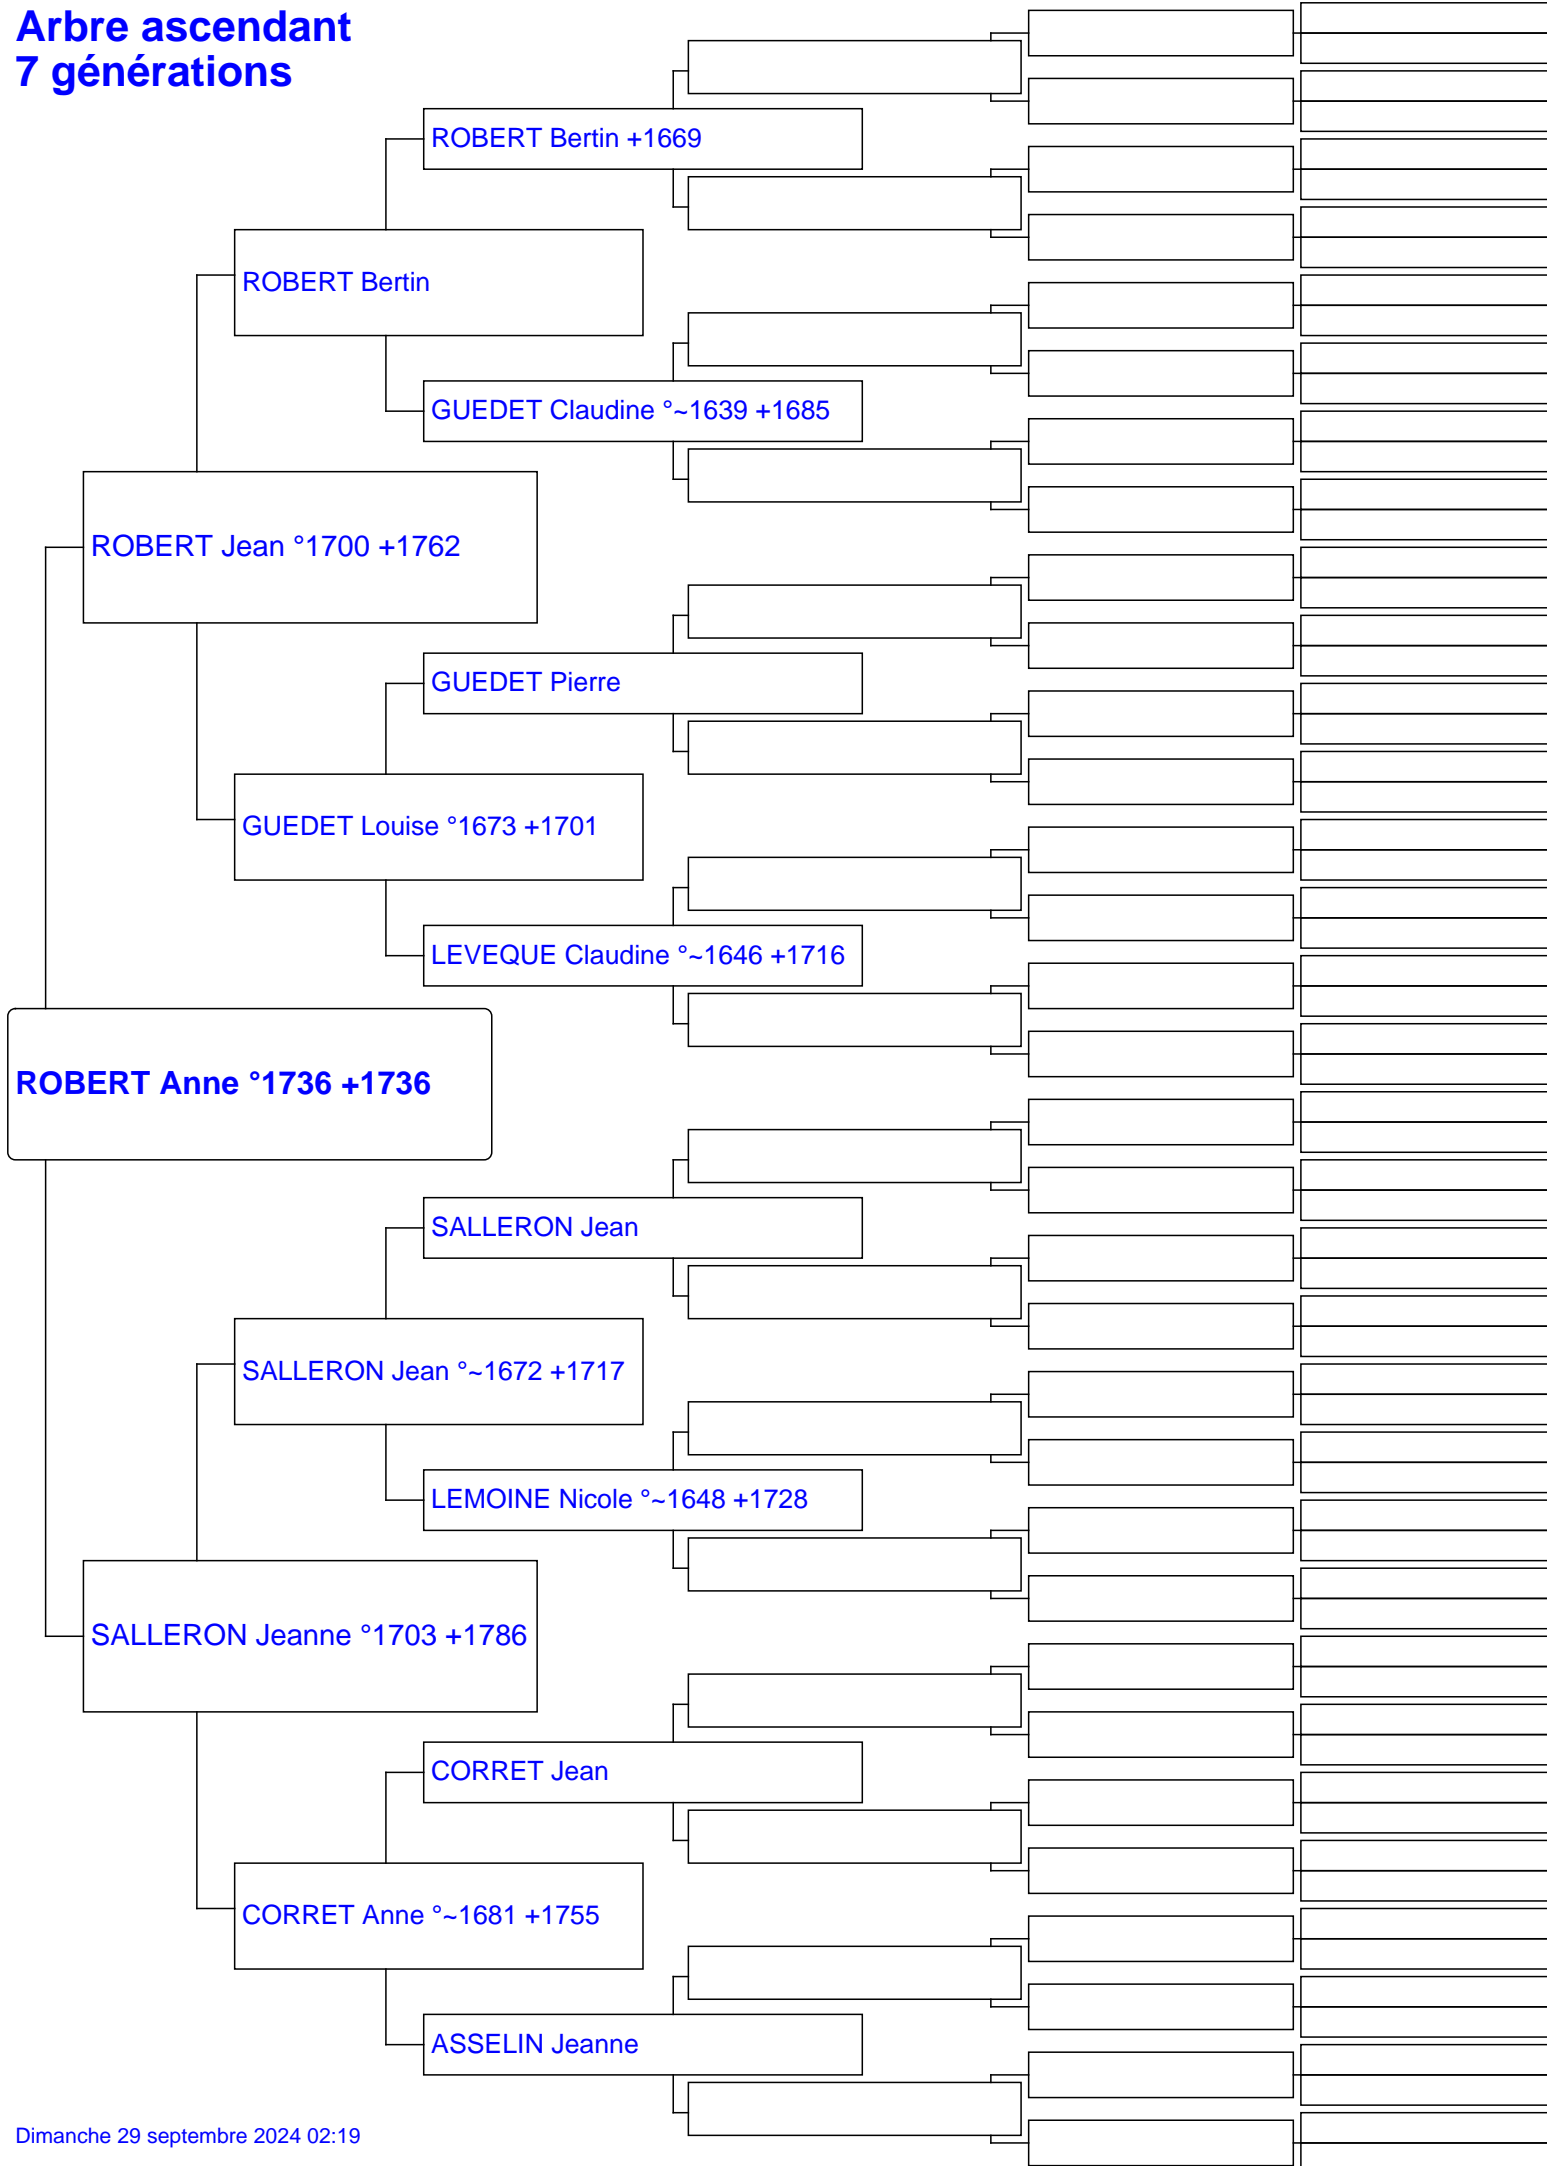 Arbre ascendant
7 générations
ROBERT Bertin +1669
ROBERT Bertin
GUEDET Claudine °~1639 +1685
ROBERT Jean °1700 +1762
GUEDET Pierre
GUEDET Louise °1673 +1701
LEVEQUE Claudine °~1646 +1716
ROBERT Anne °1736 +1736
SALLERON Jean
SALLERON Jean °~1672 +1717
LEMOINE Nicole °~1648 +1728
SALLERON Jeanne °1703 +1786
CORRET Jean
CORRET Anne °~1681 +1755
ASSELIN Jeanne
Dimanche 29 septembre 2024 02:19